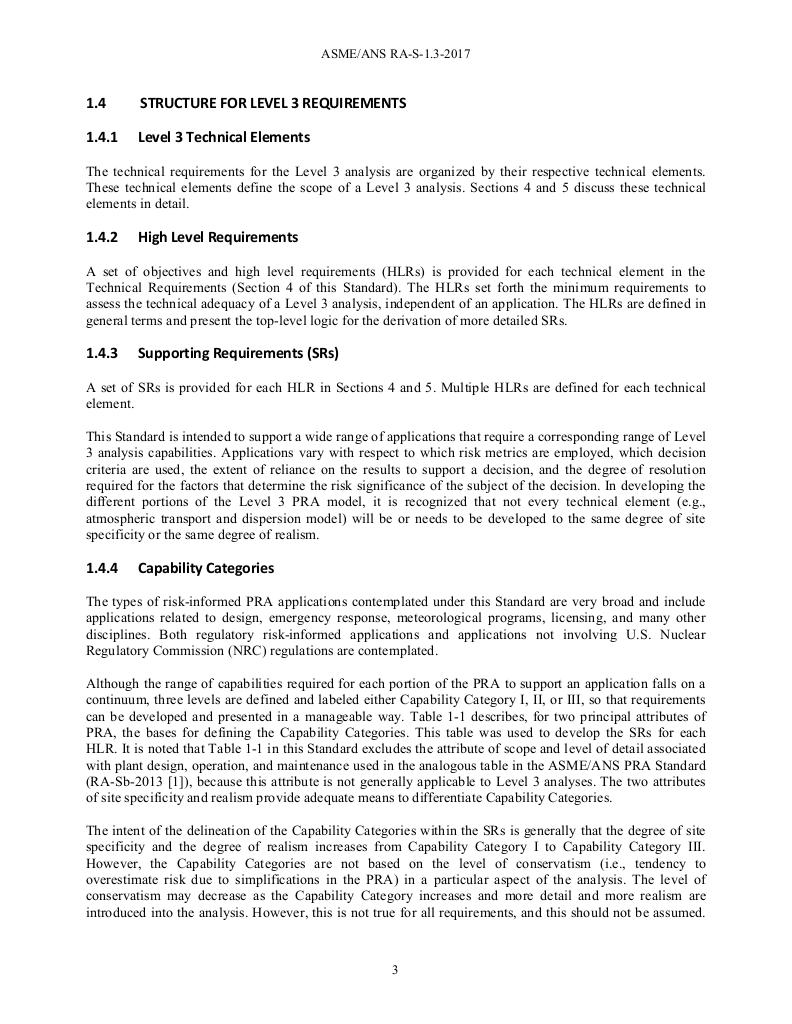 ASME/ANS RA-S-1.3-2017
1.4 STRUCTURE FOR LEVEL 3 REQUIREMENTS
1.4.1 Level 3 Technical Elements
The technical requirements for the Level 3 analysis are organized by their respective technical elements.
These technical elements define the scope of a Level 3 analysis. Sections 4 and 5 discuss these technical
elements in detail.
1.4.2 High Level Requirements
A set of objectives and high level requirements (HLRs) is provided for each technical element in the
Technical Requirements (Section 4 of this Standard). The HLRs set forth the minimum requirements to
assess the technical adequacy of a Level 3 analysis, independent of an application. The HLRs are defined in
general terms and present the top-level logic for the derivation of more detailed SRs.
1.4.3 Supporting Requirements (SRs)
A set of SRs is provided for each HLR in Sections 4 and 5. Multiple HLRs are defined for each technical
element.
This Standard is intended to support a wide range of applications that require a corresponding range of Level
3 analysis capabilities. Applications vary with respect to which risk metrics are employed, which decision
criteria are used, the extent of reliance on the results to support a decision, and the degree of resolution
required for the factors that determine the risk significance of the subject of the decision. In developing the
different portions of the Level 3 PRA model, it is recognized that not every technical element (e.g.,
atmospheric transport and dispersion model) will be or needs to be developed to the same degree of site
specificity or the same degree of realism.
1.4.4 Capability Categories
The types of risk-informed PRA applications contemplated under this Standard are very broad and include
applications related to design, emergency response, meteorological programs, licensing, and many other
disciplines. Both regulatory risk-informed applications and applications not involving U.S. Nuclear
Regulatory Commission (NRC) regulations are contemplated.
Although the range of capabilities required for each portion of the PRA to support an application falls on a
continuum, three levels are defined and labeled either Capability Category I, II, or III, so that requirements
can be developed and presented in a manageable way. Table 1-1 describes, for two principal attributes of
PRA, the bases for defining the Capability Categories. This table was used to develop the SRs for each
HLR. It is noted that Table 1-1 in this Standard excludes the attribute of scope and level of detail associated
with plant design, operation, and maintenance used in the analogous table in the ASME/ANS PRA Standard
(RA-Sb-2013 [1]), because this attribute is not generally applicable to Level 3 analyses. The two attributes
of site specificity and realism provide adequate means to differentiate Capability Categories.
The intent of the delineation of the Capability Categories within the SRs is generally that the degree of site
specificity and the degree of realism increases from Capability Category I to Capability Category III.
However, the Capability Categories are not based on the level of conservatism (i.e., tendency to
overestimate risk due to simplifications in the PRA) in a particular aspect of the analysis. The level of
conservatism may decrease as the Capability Category increases and more detail and more realism are
introduced into the analysis. However, this is not true for all requirements, and this should not be assumed.
3